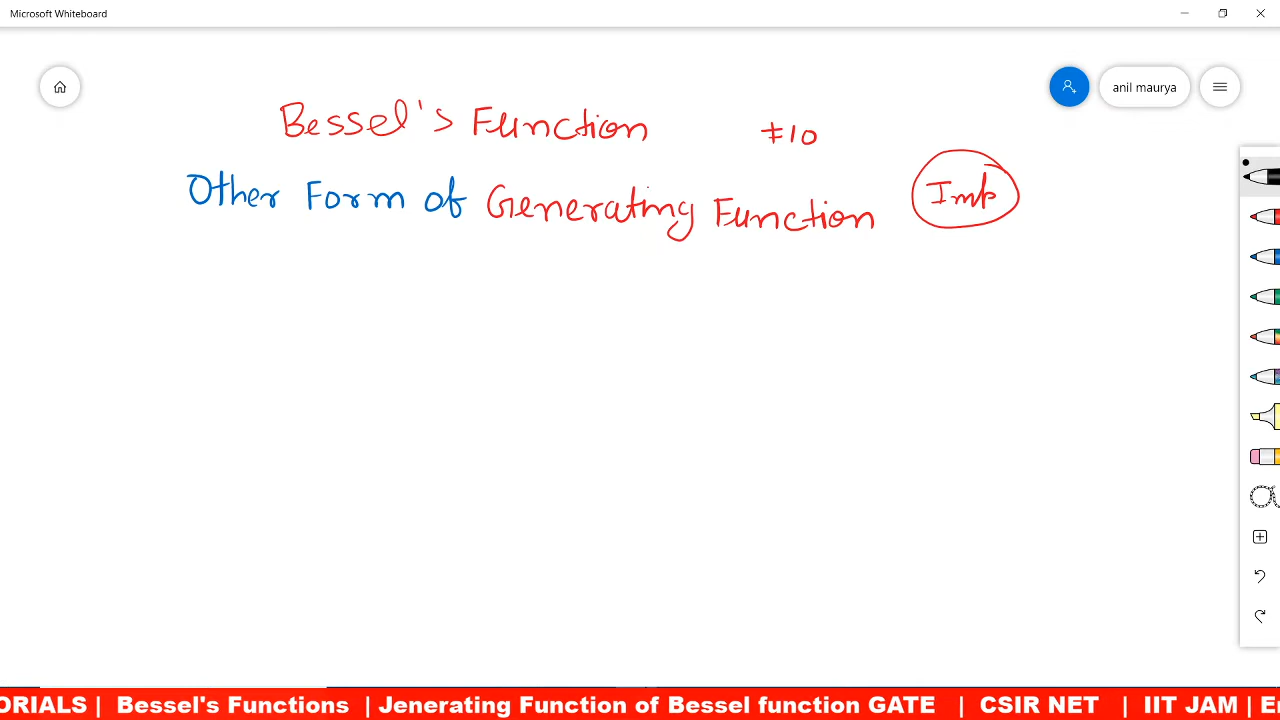 Microsoft Whiteboard
anil maurya
Bessel's Function #10
Other Form of Generating Function Imp
ORIALS | Bessel's Functions | Jenerating Function of Bessel function GATE | CSIR NET | IIT JAM | E